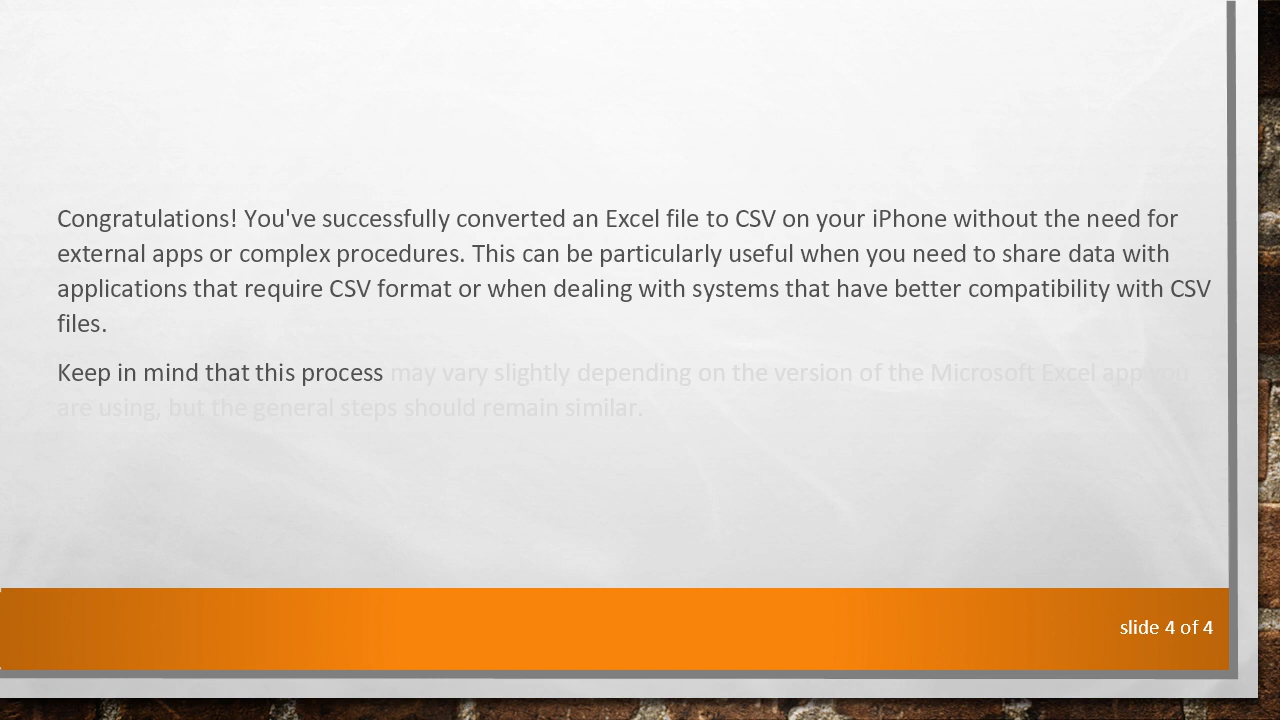 Congratulations! You've successfully converted an Excel file to CSV on your iPhone without the need for
external apps or complex procedures. This can be particularly useful when you need to share data with
applications that require CSV format or when dealing with systems that have better compatibility with CSV
files.
Keep in mind that this process may vary slightly depending on the version of the Microsoft Excel app you
are using, but the general steps should remain similar.
slide 4 of 4